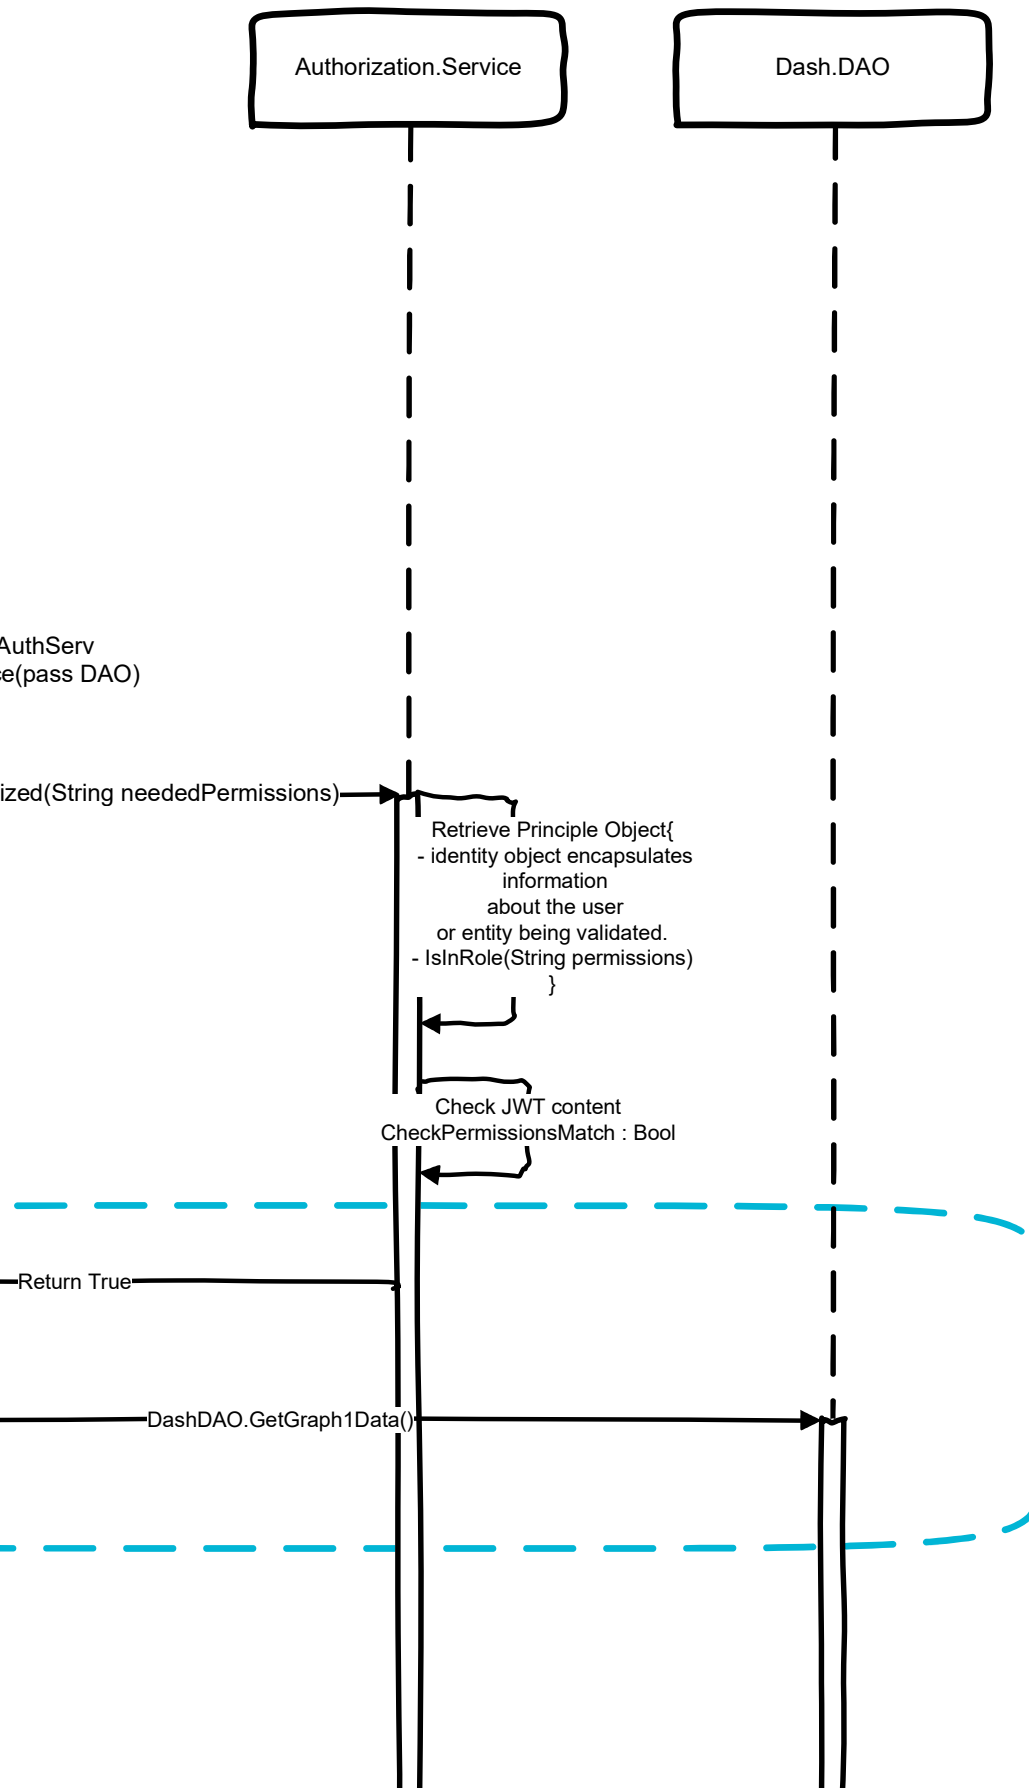 Authorization.Service
Dash.DAO
AuthServ
ce(pass DAO)
ized(String neededPermissions)
Retrieve Principle Object{
- identity object encapsulates
information
about the user
or entity being validated.
- IsInRole(String permissions)
}
Check JWT content
CheckPermissionsMatch : Bool
Return True
DashDAO.GetGraph1Data()